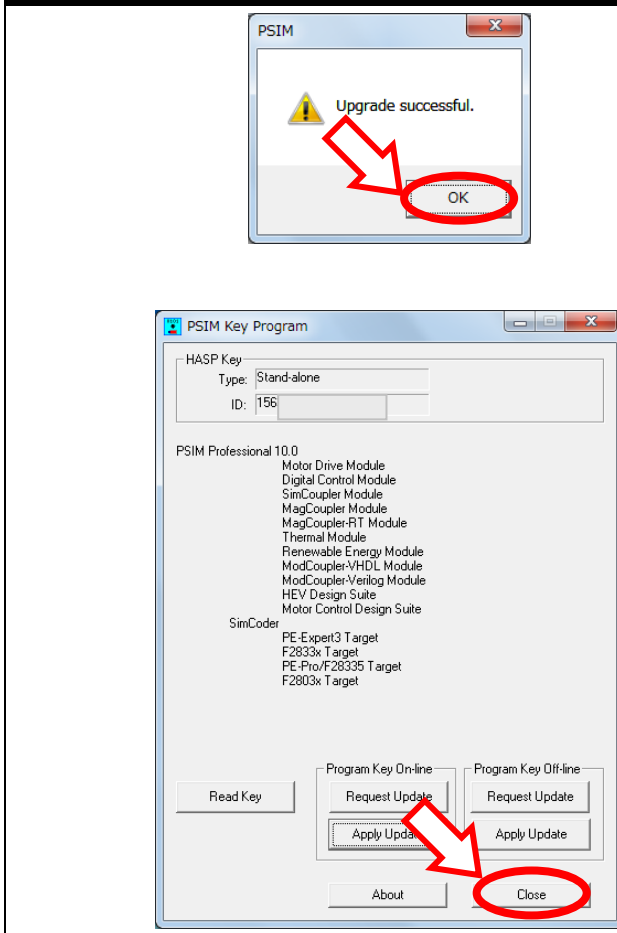 PSIM
Upgrade successful.
OK
PSIM Key Program
HASP Key
Type: Stand-alone
ID: 156
PSIM Professional 10.0
Motor Drive Module
Digital Control Module
SimCoupler Module
MagCoupler Module
MagCoupler-RT Module
Thermal Module
Renewable Energy Module
ModCoupler-VHDL Module
ModCoupler-Verilog Module
HEV Design Suite
Motor Control Design Suite
SimCoder
PE-Expert3 Target
F2833x Target
PE-Pro/F28335 Target
F2803x Target
Program Key On-line Program Key Off-line
Read Key Request Update Request Update
Apply Update Apply Update
About Close